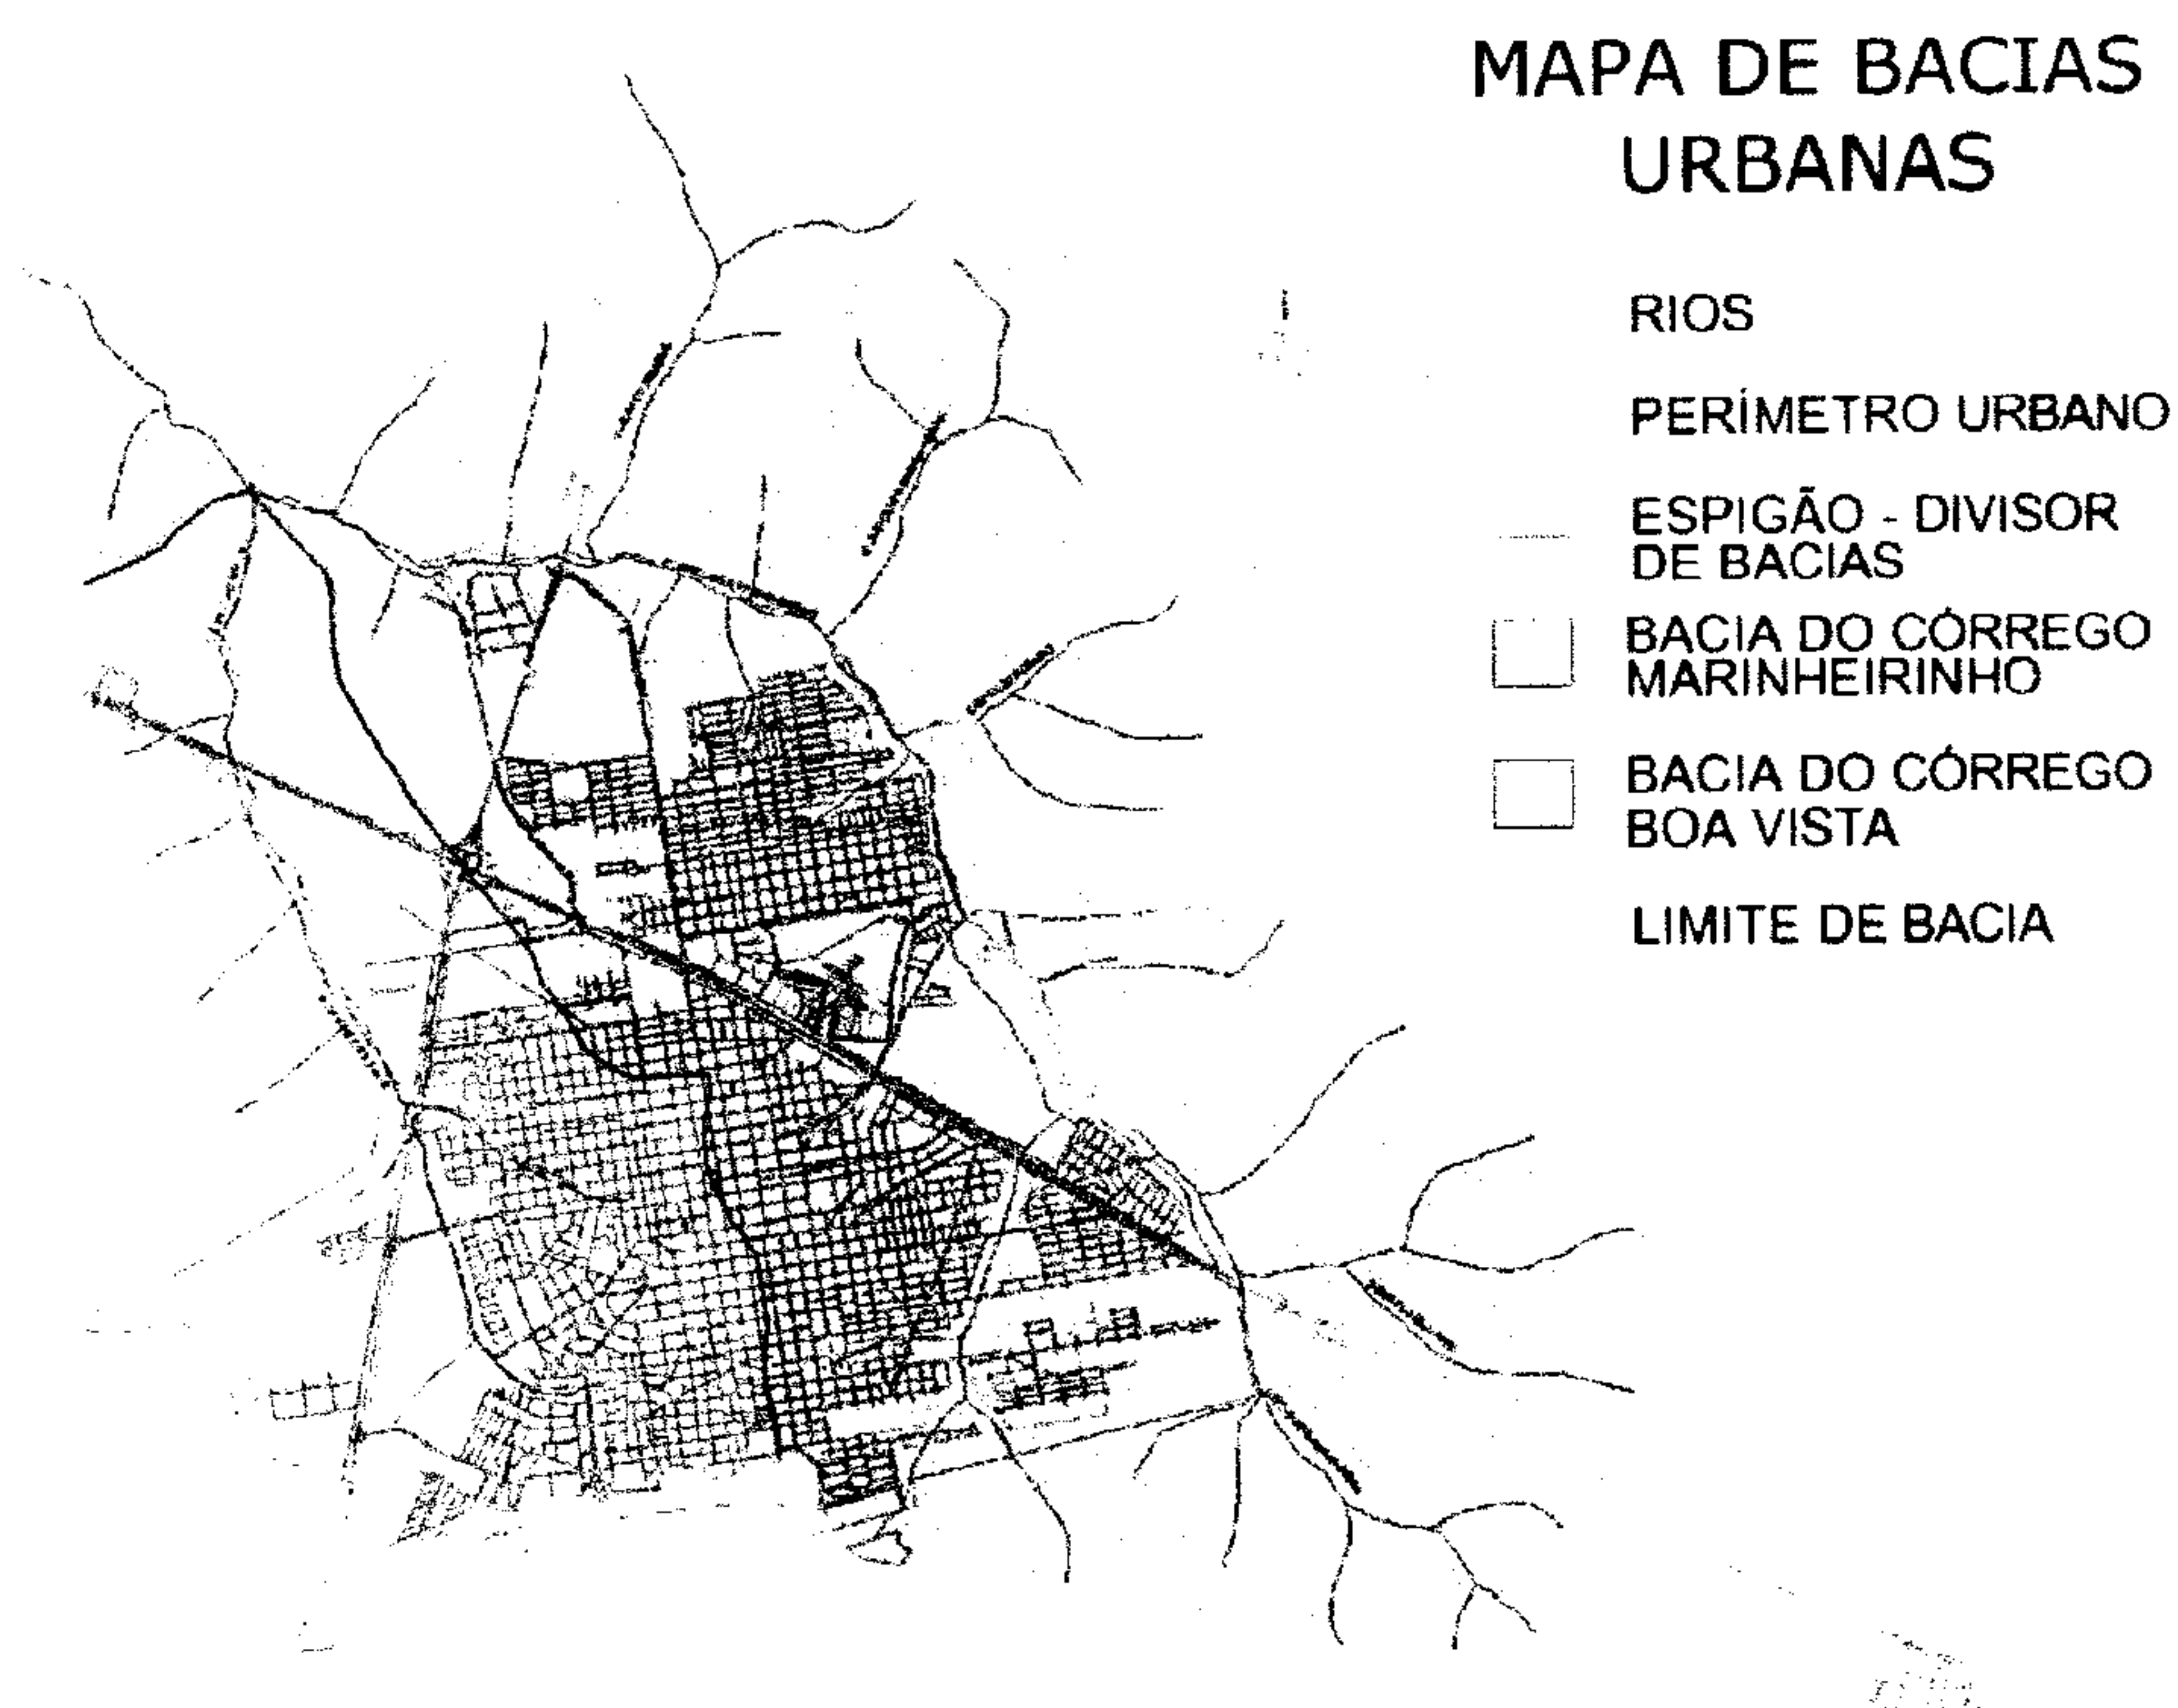 MAPA DE BACIAS
URBANAS
RIOS
PERÍMETRO URBANO
ESPIGÃO - DIVISOR
DE BACIAS
BACIA DO CÓRREGO
MARINHEIRINHO
BACIA DO CÓRREGO
BOA VISTA
LIMITE DE BACIA